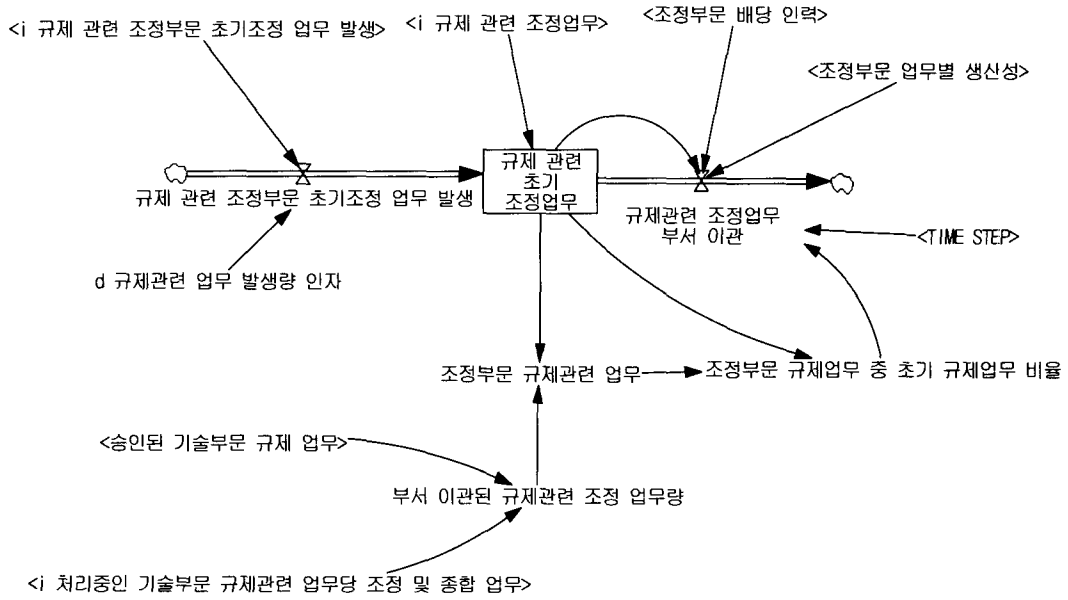 <i 규제 관련 조정부문 초기조정 업무 발생>
<i 규제 관련 조정업무>
<조정부문 배당 인력>
<조정부문 업무별 생산성>
규제 관련
초기
조정업무
규제 관련 조정부문 초기조정 업무 발생
규제관련 조정업무
부서 이관
<TIME STEP>
d 규제관련 업무 발생량 인자
조정부문 규제관련 업무
조정부문 규제업무 중 초기 규제업무 비율
<승인된 기술부문 규제 업무>
부서 이관된 규제관련 조정 업무량
<i 처리중인 기술부문 규제관련 업무당 조정 및 종합 업무>